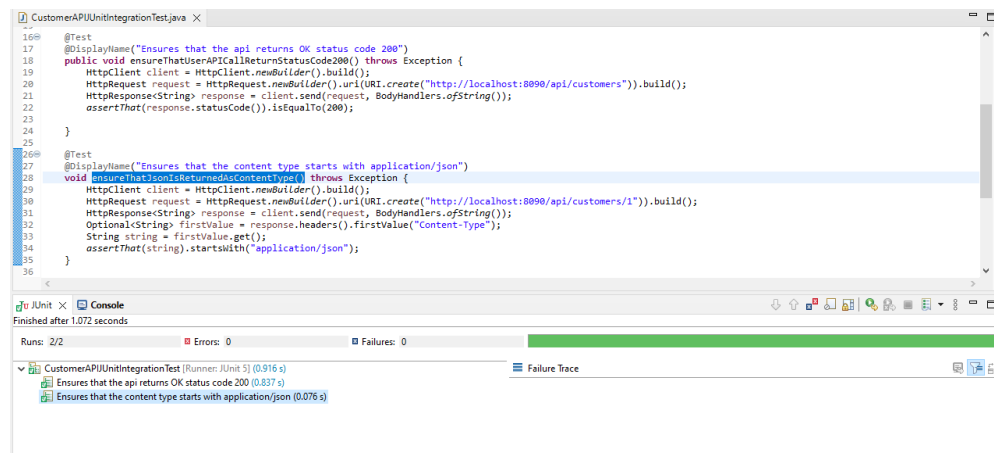 CustomerAPIJUnitIntegrationTest.java
16 @Test
17 @DisplayName("Ensures that the api returns OK status code 200")
18 public void ensureThatUserAPICallReturnStatusCode200() throws Exception {
19 HttpClient client = HttpClient.newBuilder().build();
20 HttpRequest request = HttpRequest.newBuilder().uri(URI.create("http://localhost:8090/api/customers")).build();
21 HttpResponse<String> response = client.send(request, BodyHandlers.ofString());
22 assertThat(response.statusCode()).isEqualTo(200);
23
24 }
25
26 @Test
27 @DisplayName("Ensures that the content type starts with application/json")
28 void ensureThatJsonIsReturnedAsContentType() throws Exception {
29 HttpClient client = HttpClient.newBuilder().build();
30 HttpRequest request = HttpRequest.newBuilder().uri(URI.create("http://localhost:8090/api/customers/1")).build();
31 HttpResponse<String> response = client.send(request, BodyHandlers.ofString());
32 Optional<String> firstValue = response.headers().firstValue("Content-Type");
33 String string = firstValue.get();
34 assertThat(string).startsWith("application/json");
35 }
36
JUnit Console
Finished after 1.072 seconds
Runs: 2/2 Errors: 0 Failures: 0
CustomerAPIJUnitIntegrationTest [Runner: JUnit 5] (0.916 s) Failure Trace
Ensures that the api returns OK status code 200 (0.837 s)
Ensures that the content type starts with application/json (0.076 s)